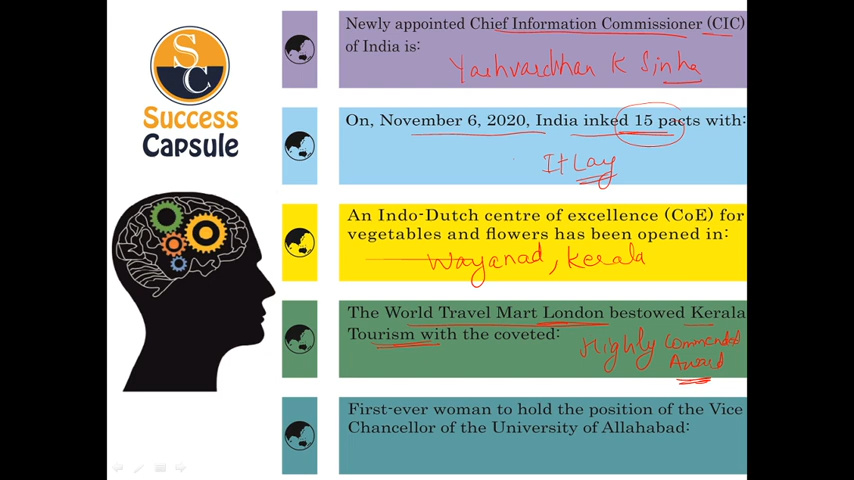 S
C
Success
Capsule
Newly appointed Chief Information Commissioner (CIC)
of India is:
Yashvardhan K Sinha
On, November 6, 2020, India inked 15 pacts with:
ItLay
An Indo-Dutch centre of excellence (CoE) for
vegetables and flowers has been opened in:
Wayanad, Kerala
The World Travel Mart London bestowed Kerala
Tourism with the coveted:
Highly Commended
Award
First-ever woman to hold the position of the Vice
Chancellor of the University of Allahabad: